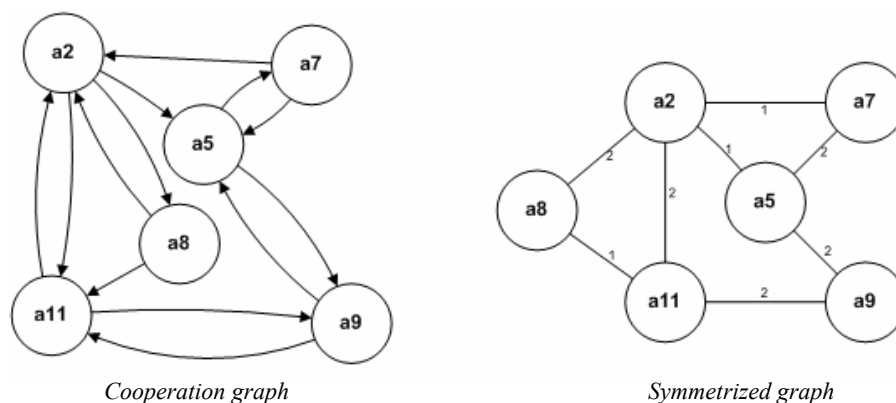 a2
a7
a5
a8
a11
a9
Cooperation graph
a2
a7
1
2
1
2
a5
a8
2
1
2
a11
2
a9
Symmetrized graph